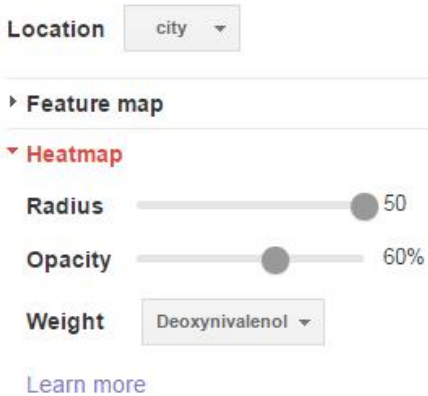 Location city
Feature map
Heatmap
Radius 50
Opacity 60%
Weight Deoxynivalenol
Learn more